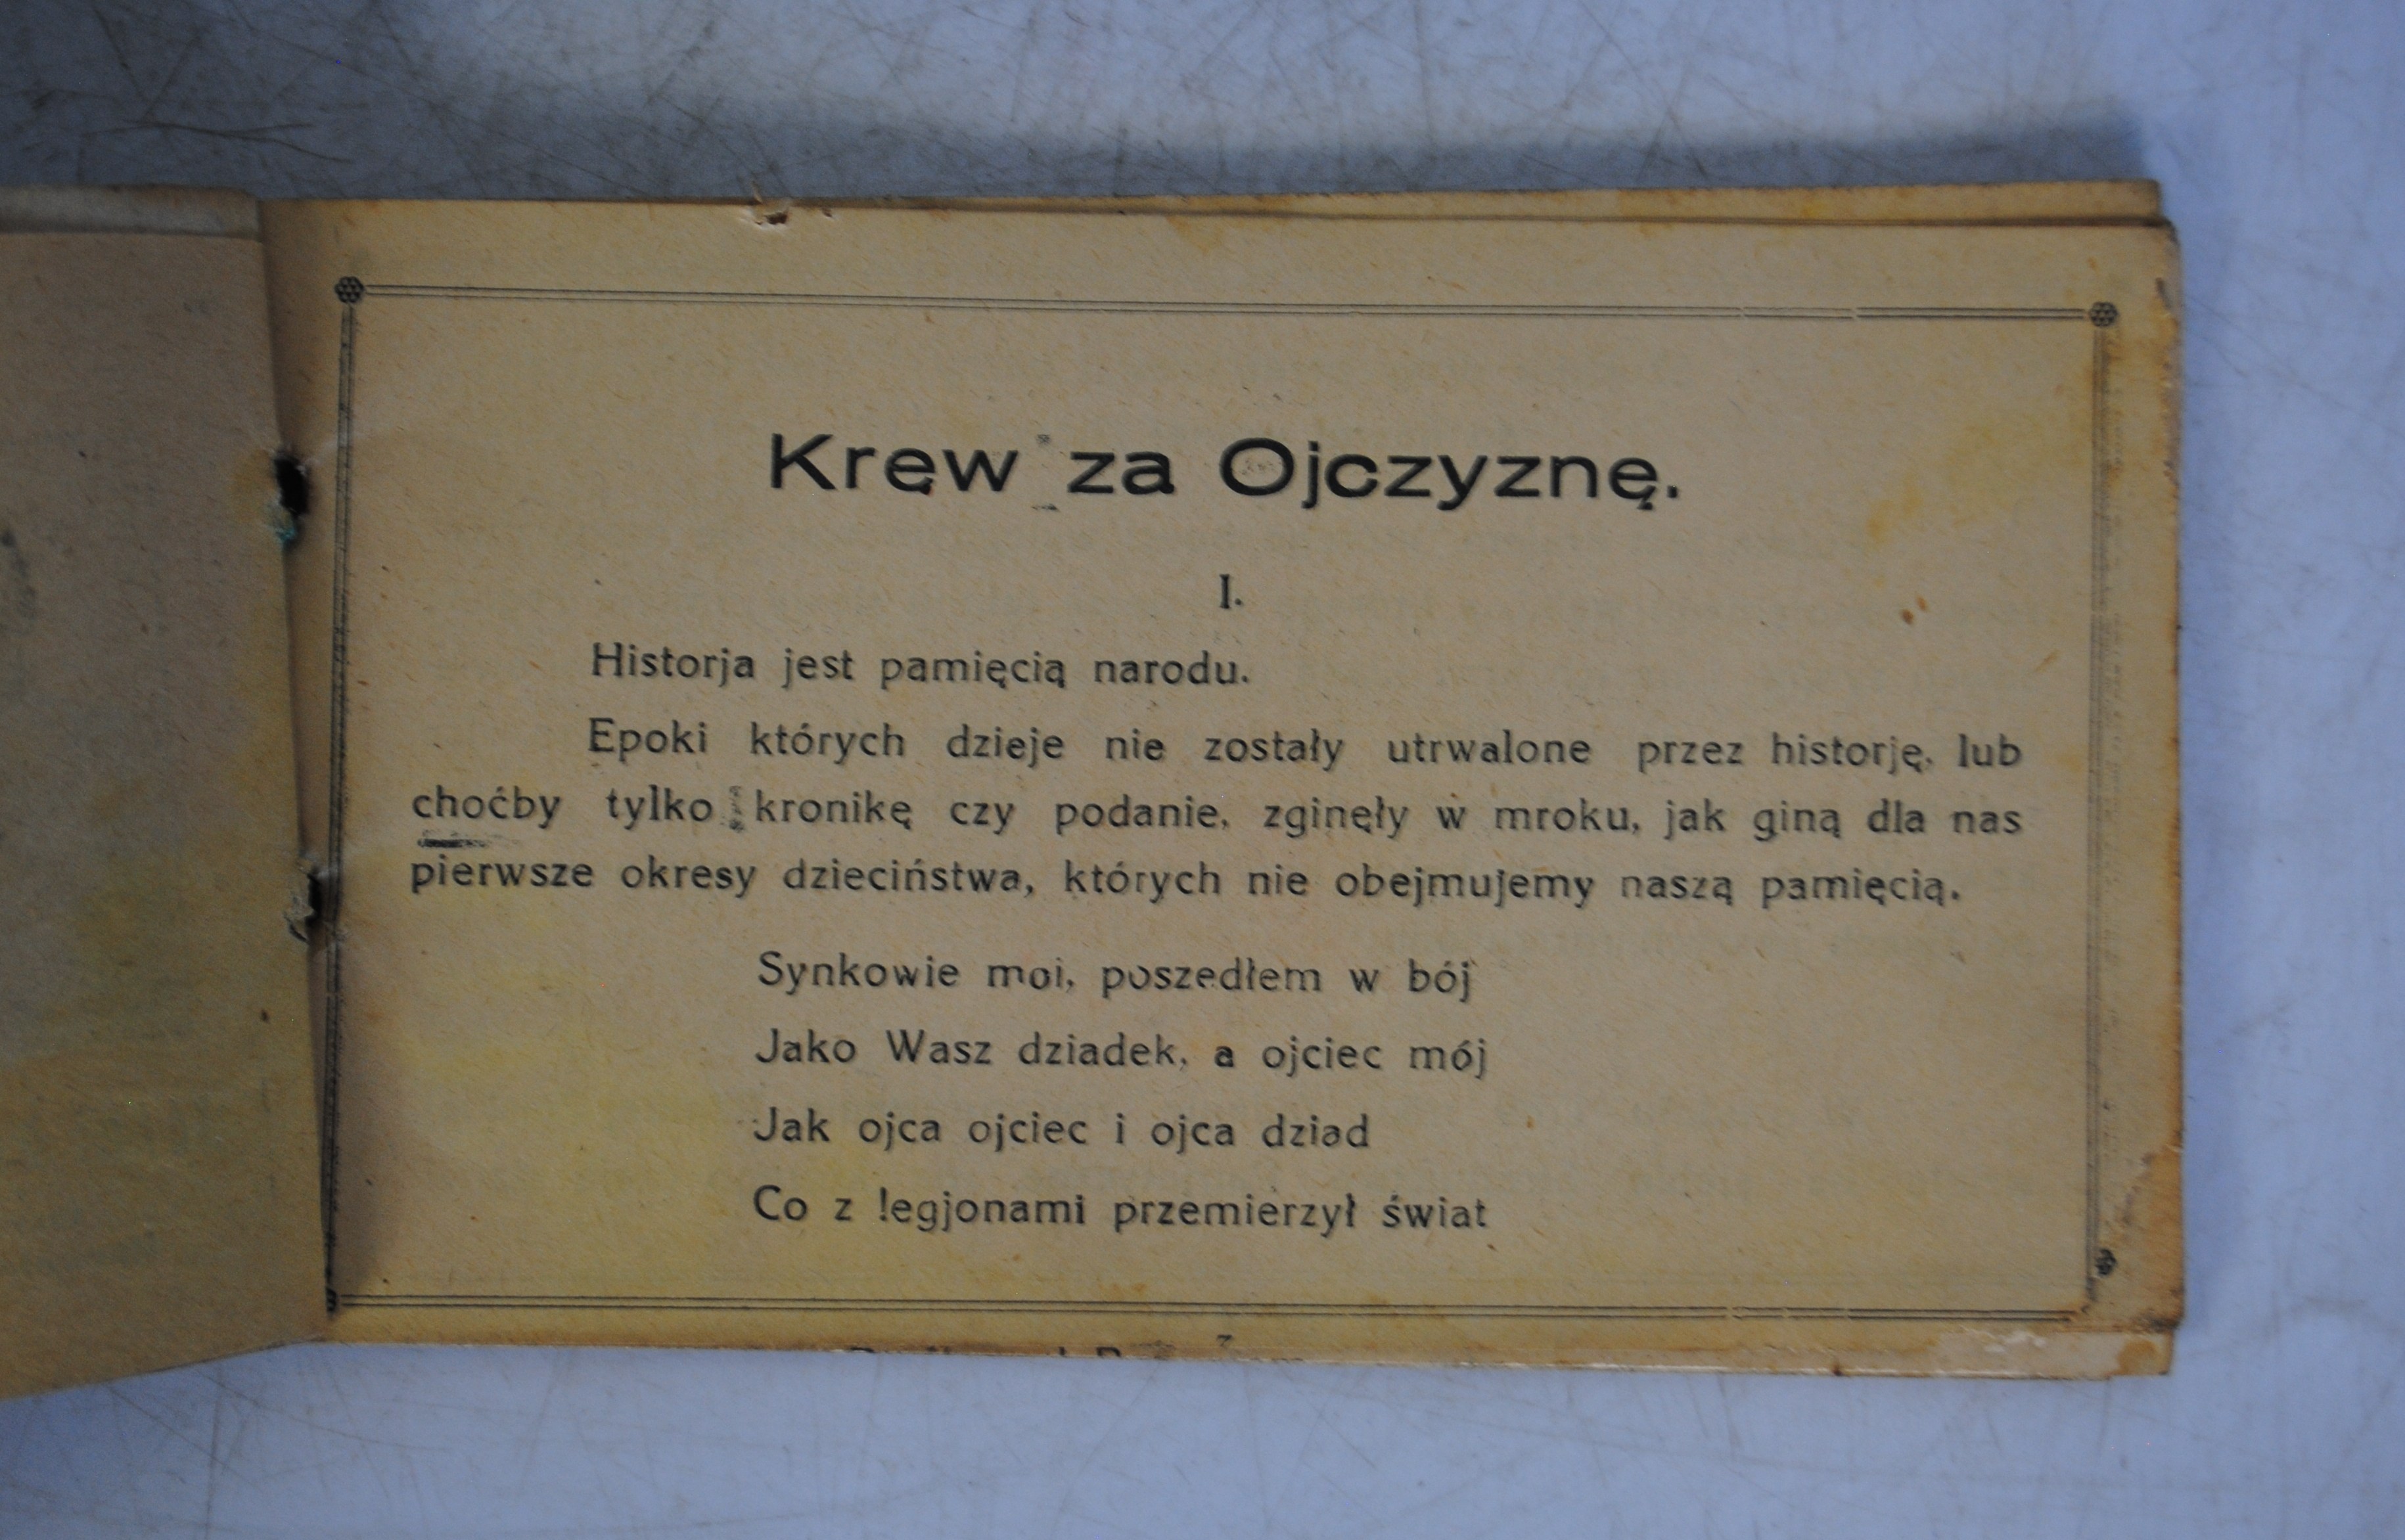 Krew za Ojczyznę.
I.
Historja jest pamięcią narodu.
Epoki których dzieje nie zostały utrwalone przez historję, lub
choćby tylko kronikę czy podanie, zginęły w mroku, jak giną dla nas
pierwsze okresy dzieciństwa, których nie obejmujemy naszą pamięcią.
Synkowie moi, poszedłem w bój
Jako Wasz dziadek, a ojciec mój
Jak ojca ojciec i ojca dziad
Co z legjonami przemierzył świat